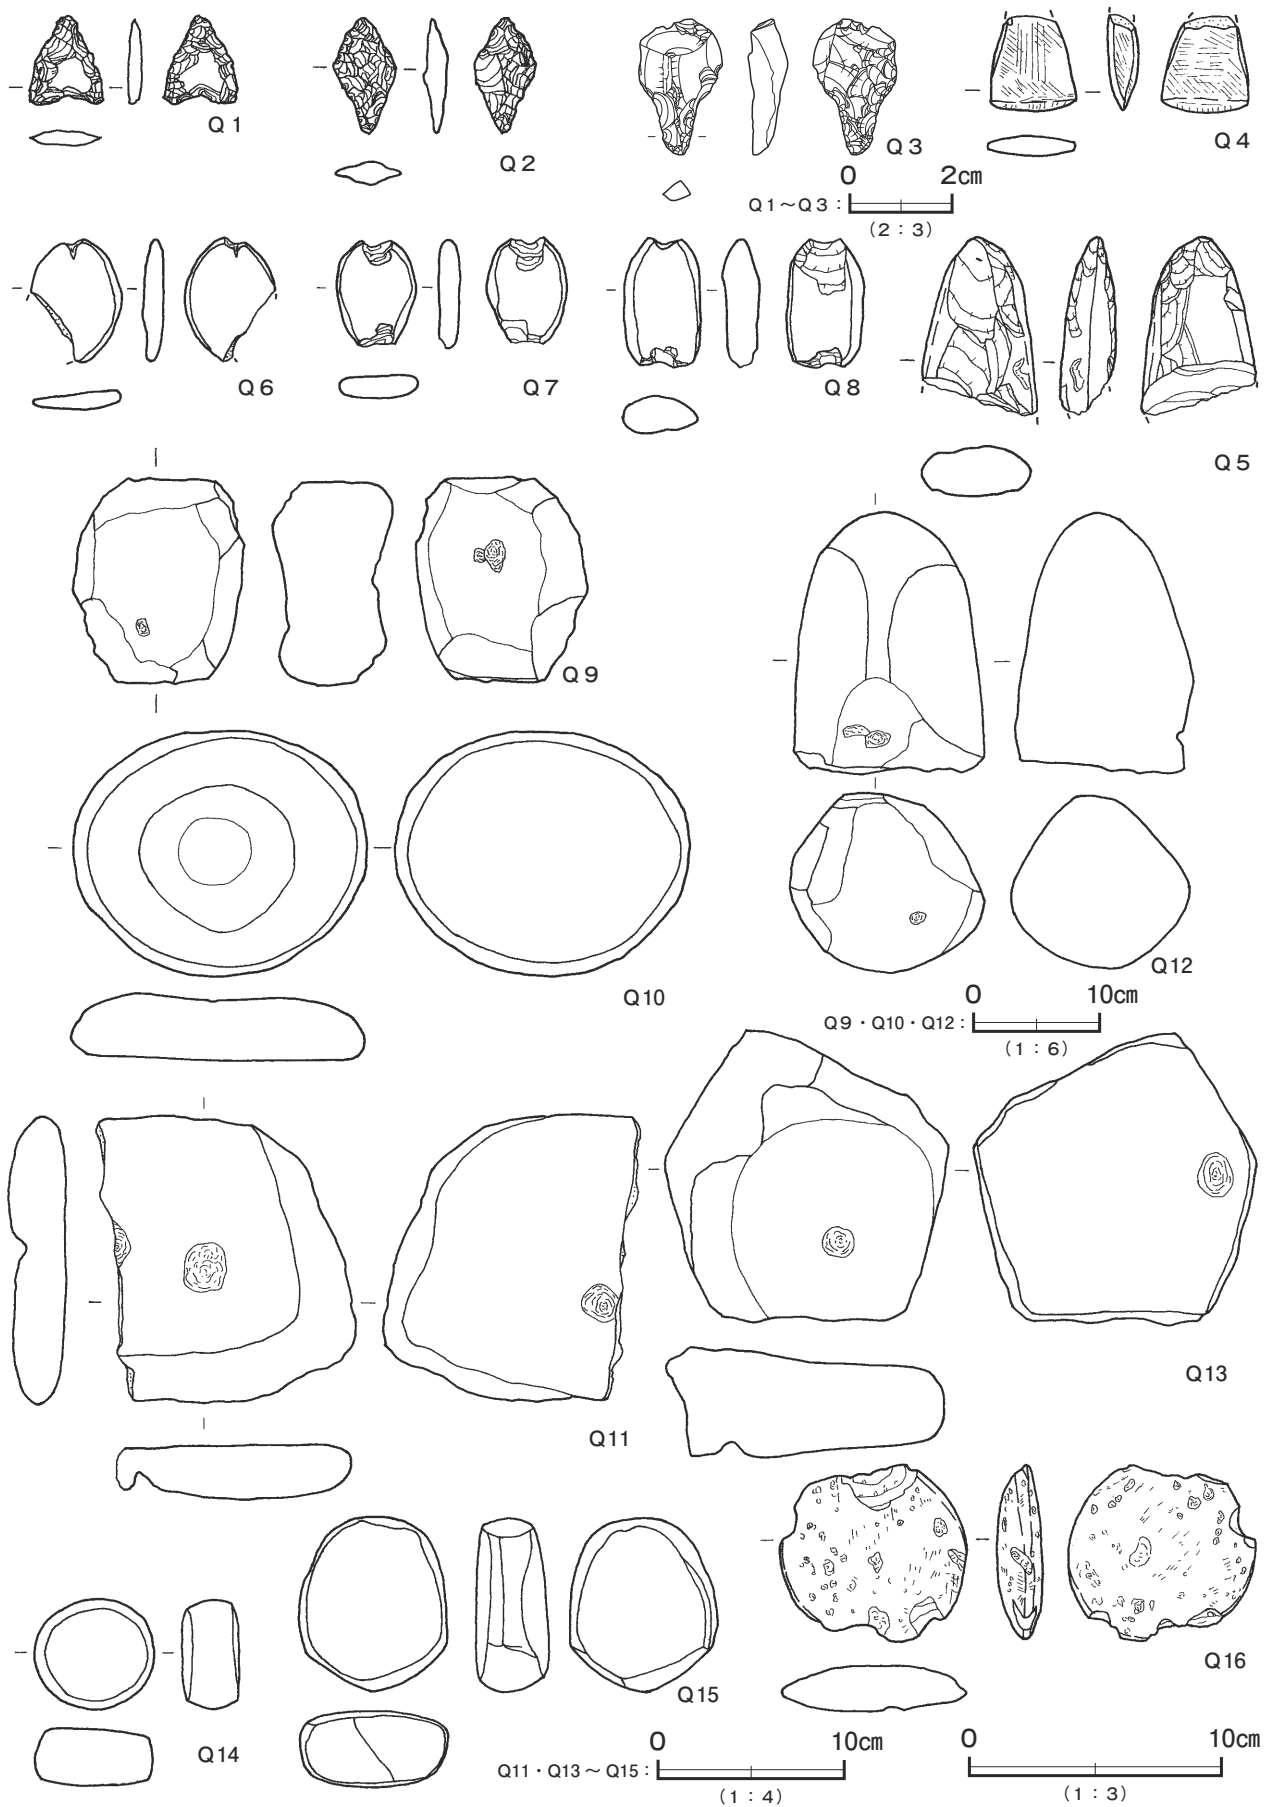 Q1
Q2
Q3
Q4
0 2cm
Q1～Q3：
（2：3）
Q6
Q7
Q8
Q5
Q9
Q10
Q12
0 10cm
Q9・Q10・Q12：
（1：6）
Q11
Q13
Q14
Q15
Q16
0 10cm
Q11・Q13～Q15：
（1：4）
0 10cm
（1：3）